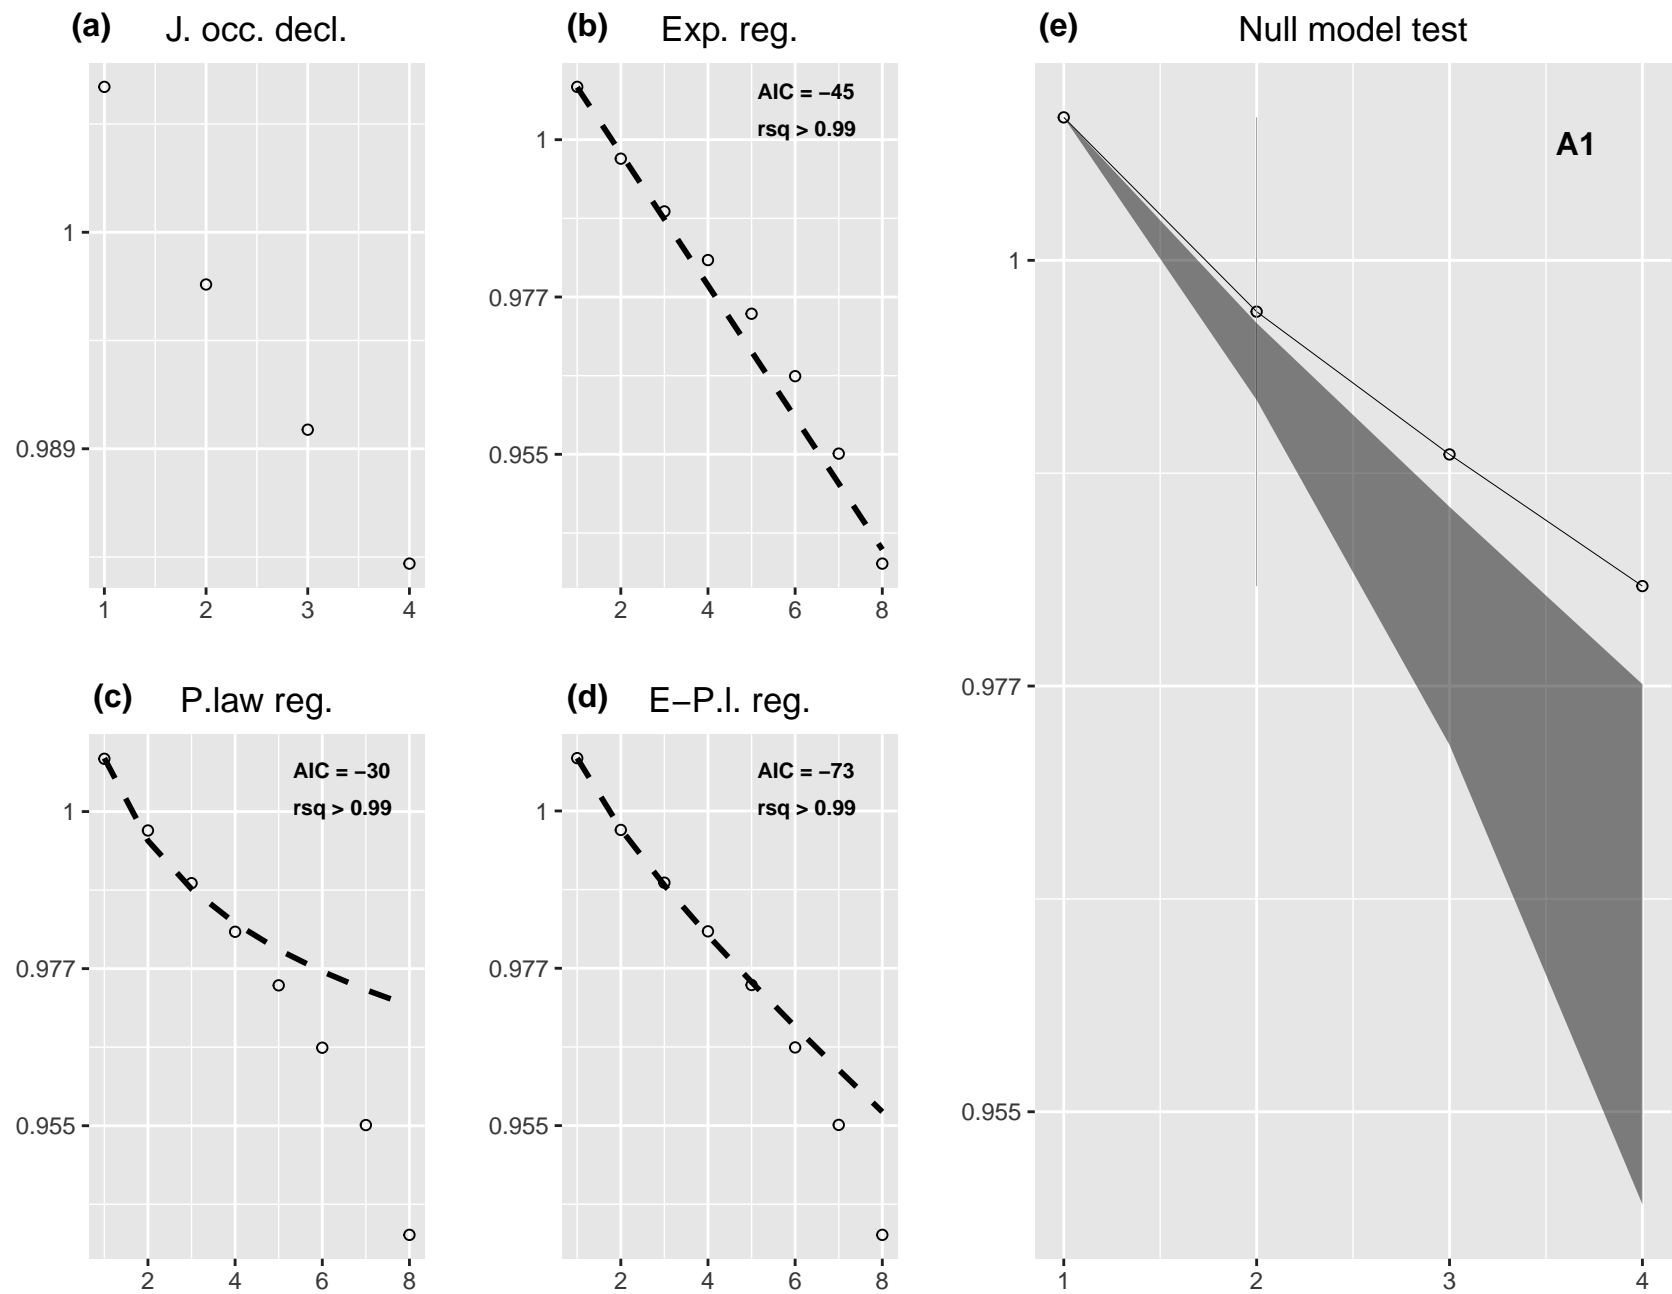 (a) J. occ. decl.
1
0.989
1 2 3 4
(b) Exp. reg.
AIC = −45
rsq > 0.99
1
0.977
0.955
2 4 6 8
(c) P.law reg.
AIC = −30
rsq > 0.99
1
0.977
0.955
2 4 6 8
(d) E−P.l. reg.
AIC = −73
rsq > 0.99
1
0.977
0.955
2 4 6 8
(e) Null model test
A1
1
0.977
0.955
1 2 3 4